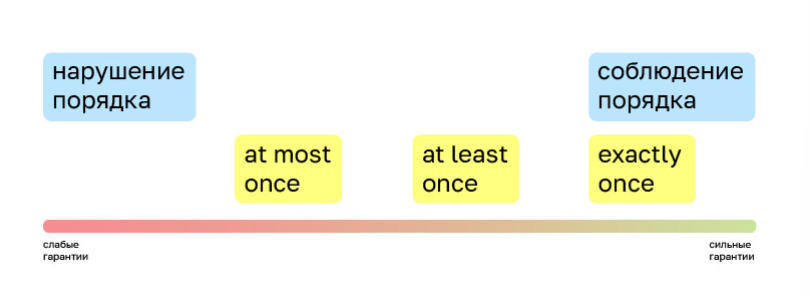 нарушение
порядка
соблюдение
порядка
at most
once
at least
once
exactly
once
слабые
гарантии
сильные
гарантии